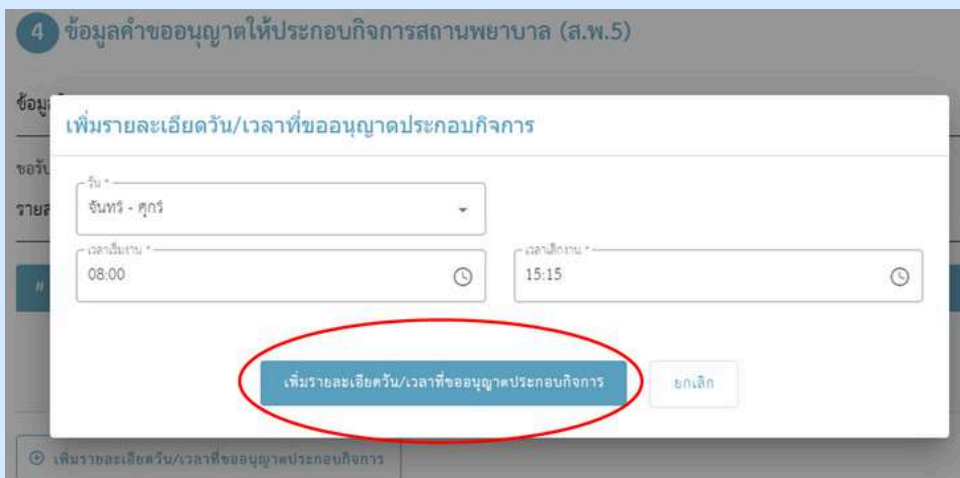 4 ข้อมูลคำขออนุญาตให้ประกอบกิจการสถานพยาบาล (ส.พ.5)
เพิ่มรายละเอียดวัน/เวลาที่ขออนุญาตประกอบกิจการ
วัน *
จันทร์ - ศุกร์
เวลาเริ่มงาน * เวลาเลิกงาน *
08:00 15:15
#
เพิ่มรายละเอียดวัน/เวลาที่ขออนุญาตประกอบกิจการ ยกเลิก
เพิ่มรายละเอียดวัน/เวลาที่ขออนุญาตประกอบกิจการ